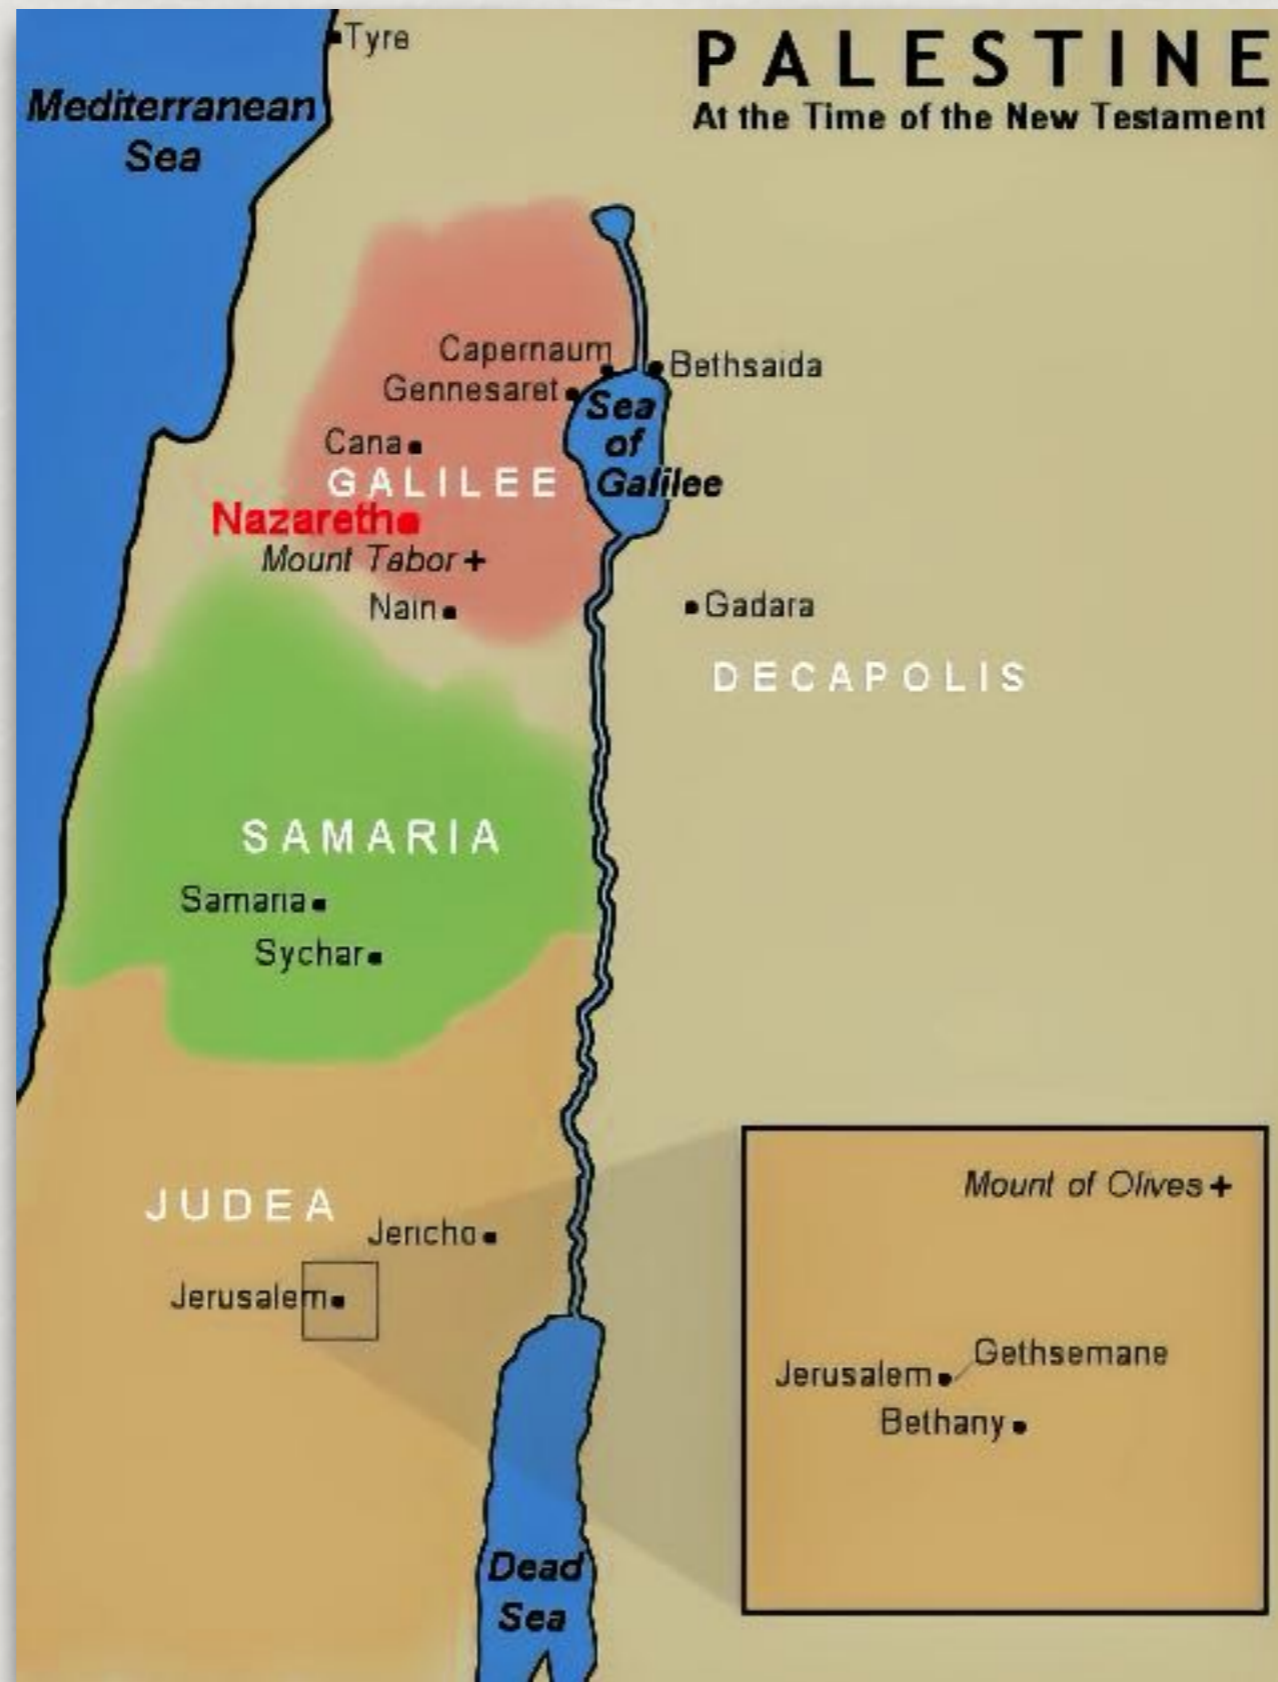 Tyre
PALESTINE
At the Time of the New Testament
Mediterranean
Sea
Capernaum
Bethsaida
Gennesaret
Sea
of
Galilee
Cana
GALILEE
Nazareth
Mount Tabor
Nain
Gadara
DECAPOLIS
SAMARIA
Samaria
Sychar
JUDEA
Jericho
Jerusalem
Mount of Olives
Gethsemane
Jerusalem
Bethany
Dead
Sea